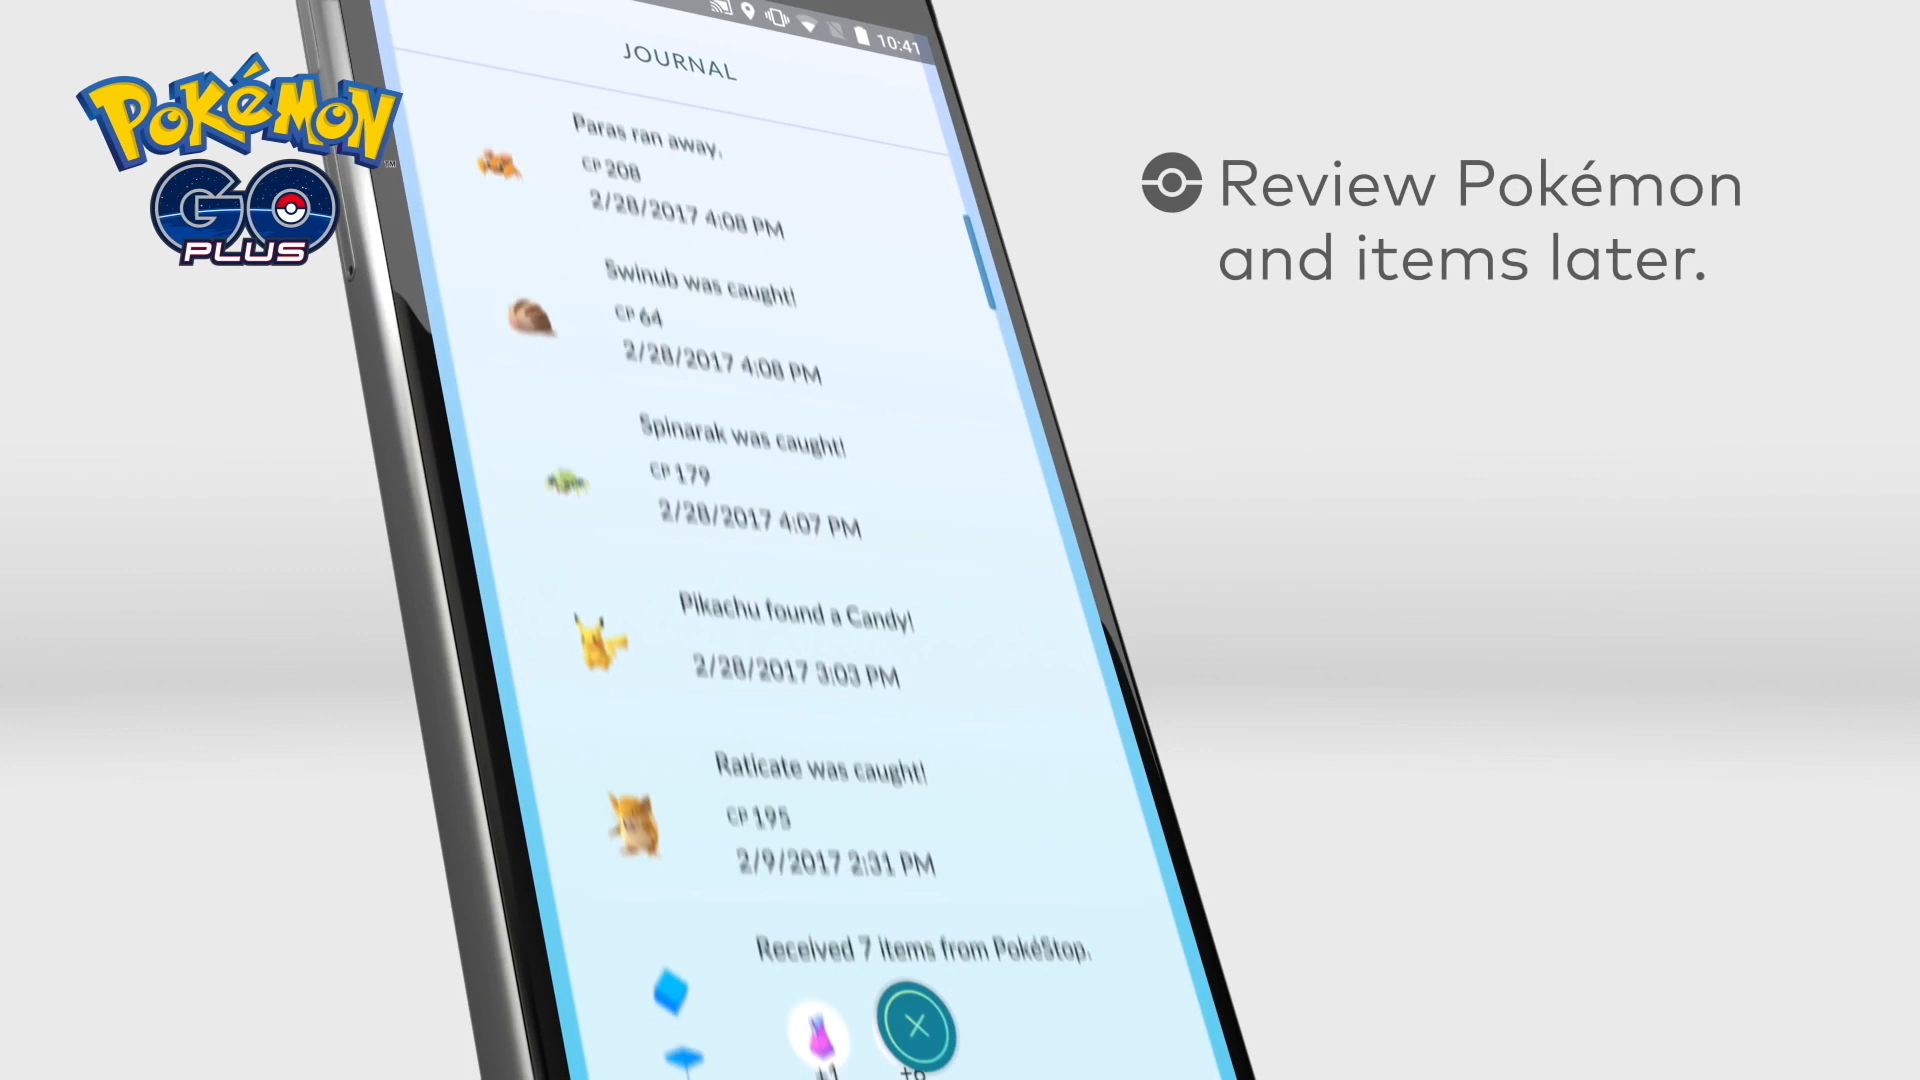 POKéMON
GO
PLUS
10:41
JOURNAL
Paras ran away.
CP 208
2/28/2017 4:08 PM
Swinub was caught!
CP 64
2/28/2017 4:08 PM
Spinarak was caught!
CP 179
2/28/2017 4:07 PM
Pikachu found a Candy!
2/28/2017 3:03 PM
Raticate was caught!
CP 195
2/9/2017 2:31 PM
Received 7 items from PokéStop.
+1
Review Pokémon
and items later.